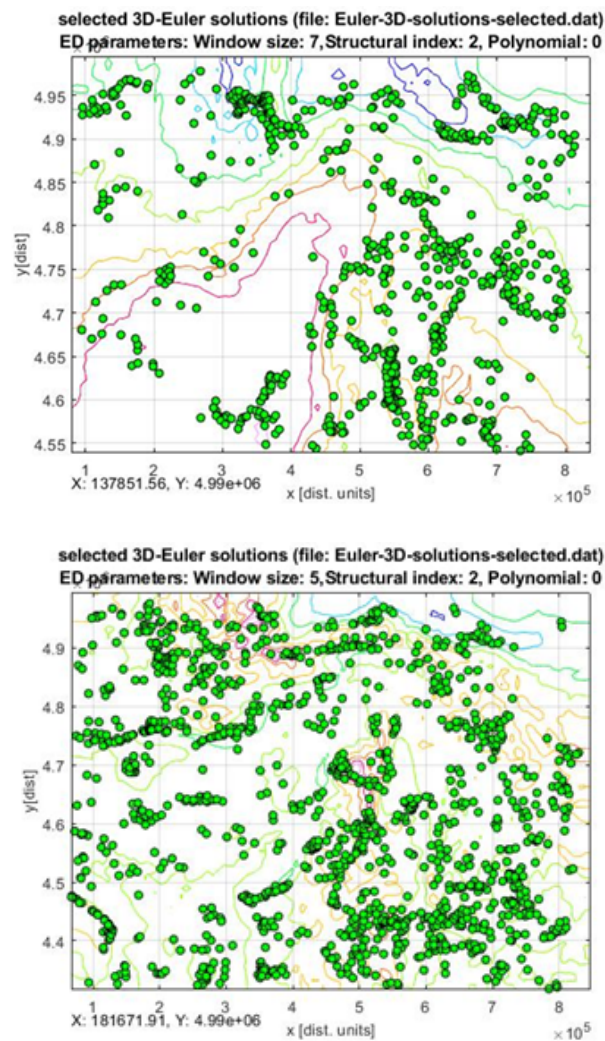 selected 3D-Euler solutions (file: Euler-3D-solutions-selected.dat)
ED parameters: Window size: 7,Structural index: 2, Polynomial: 0
4.95
4.9
4.85
4.8
4.75
4.7
4.65
4.6
4.55
y[dist]
1 2 3 4 5 6 7 8
X: 137851.56, Y: 4.99e+06
x [dist. units]
×10⁵
selected 3D-Euler solutions (file: Euler-3D-solutions-selected.dat)
ED parameters: Window size: 5,Structural index: 2, Polynomial: 0
4.9
4.8
4.7
4.6
4.5
4.4
y[dist]
1 2 3 4 5 6 7 8
X: 181671.91, Y: 4.99e+06
x [dist. units]
×10⁵